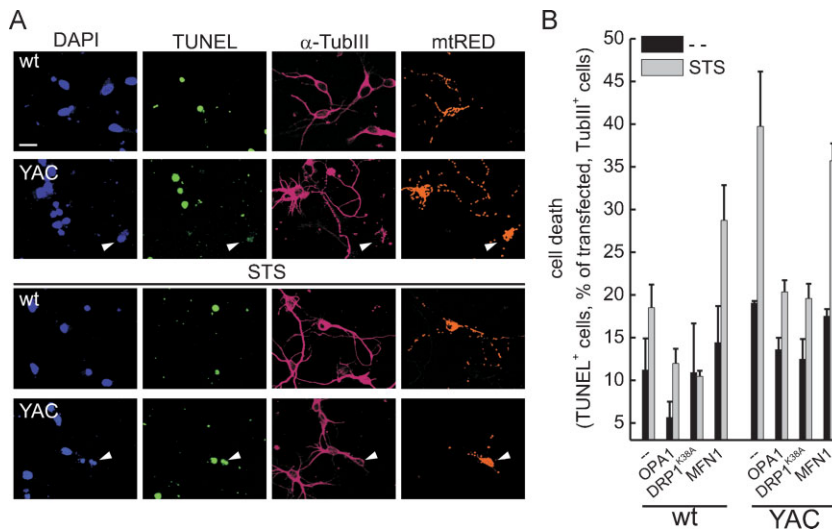 A
DAPI TUNEL α-TubIII mtRED
wt
YAC
STS
wt
YAC
B
- -
STS
cell death
(TUNEL⁺ cells, % of transfected, TubIII⁺ cells)
50
45
40
35
30
25
20
15
10
5
– OPA1 DRP1ᴷ³⁸ᴬ MFN1 – OPA1 DRP1ᴷ³⁸ᴬ MFN1
wt YAC